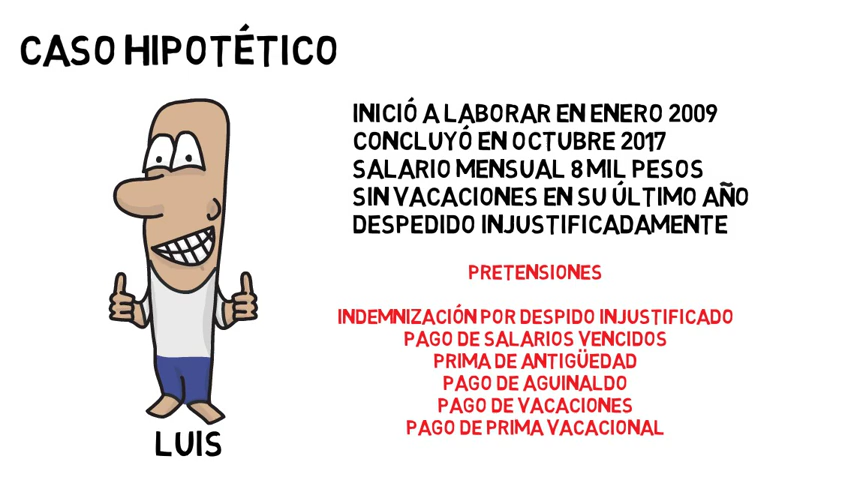 CASO HIPOTÉTICO
INICIÓ A LABORAR EN ENERO 2009
CONCLUYÓ EN OCTUBRE 2017
SALARIO MENSUAL 8 MIL PESOS
SIN VACACIONES EN SU ÚLTIMO AÑO
DESPEDIDO INJUSTIFICADAMENTE
PRETENSIONES
INDEMNIZACIÓN POR DESPIDO INJUSTIFICADO
PAGO DE SALARIOS VENCIDOS
PRIMA DE ANTIGÜEDAD
PAGO DE AGUINALDO
PAGO DE VACACIONES
PAGO DE PRIMA VACACIONAL
LUIS